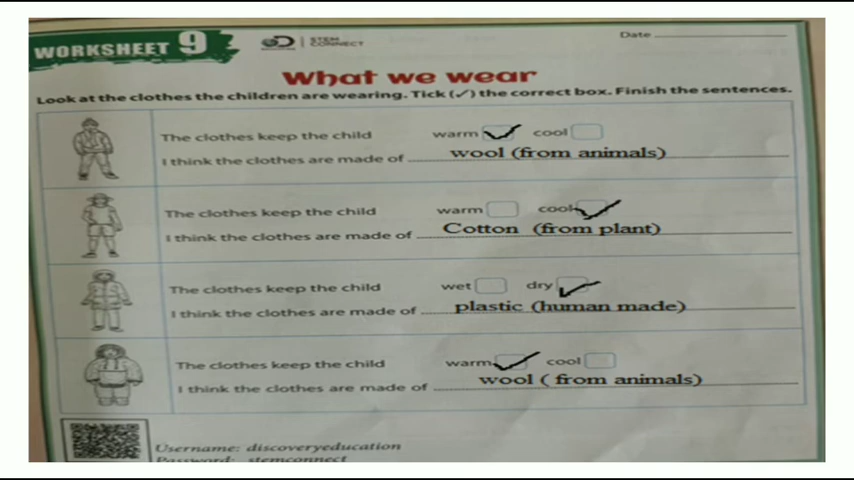 WORKSHEET 9
STEM CONNECT
Date
What we wear
Look at the clothes the children are wearing. Tick (✓) the correct box. Finish the sentences.
The clothes keep the child warm ✓ cool
I think the clothes are made of wool (from animals)
The clothes keep the child warm cool ✓
I think the clothes are made of Cotton (from plant)
The clothes keep the child wet dry ✓
I think the clothes are made of plastic (human made)
The clothes keep the child warm ✓ cool
I think the clothes are made of wool ( from animals)
Username: discoveryeducation
Password: stemconnect